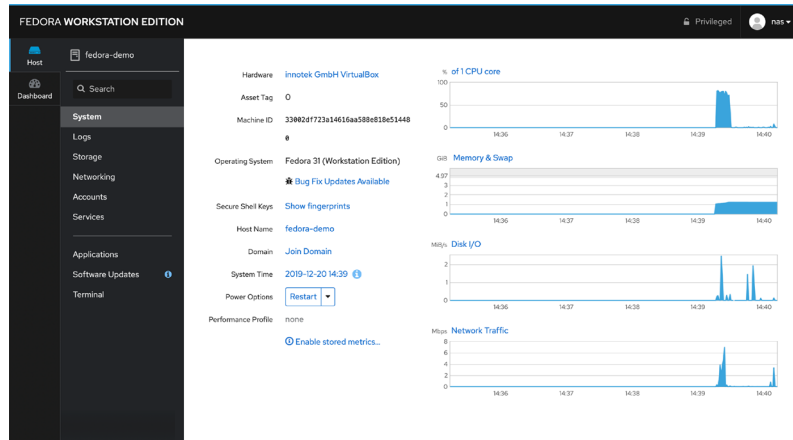 FEDORA WORKSTATION EDITION
Privileged
nas
Host
Dashboard
fedora-demo
Search
System
Logs
Storage
Networking
Accounts
Services
Applications
Software Updates
Terminal
Hardware innotek GmbH VirtualBox
Asset Tag 0
Machine ID 33002df723a14616aa588e818e51448
0
Operating System Fedora 31 (Workstation Edition)
Bug Fix Updates Available
Secure Shell Keys Show fingerprints
Host Name fedora-demo
Domain Join Domain
System Time 2019-12-20 14:39
Power Options Restart
Performance Profile none
Enable stored metrics...
% of 1 CPU core
100
50
0
14:36 14:37 14:38 14:39 14:40
GiB Memory & Swap
4.97
3
2
1
0
14:36 14:37 14:38 14:39 14:40
MiB/s Disk I/O
2
1
0
14:36 14:37 14:38 14:39 14:40
Mbps Network Traffic
8
6
4
2
0
14:36 14:37 14:38 14:39 14:40